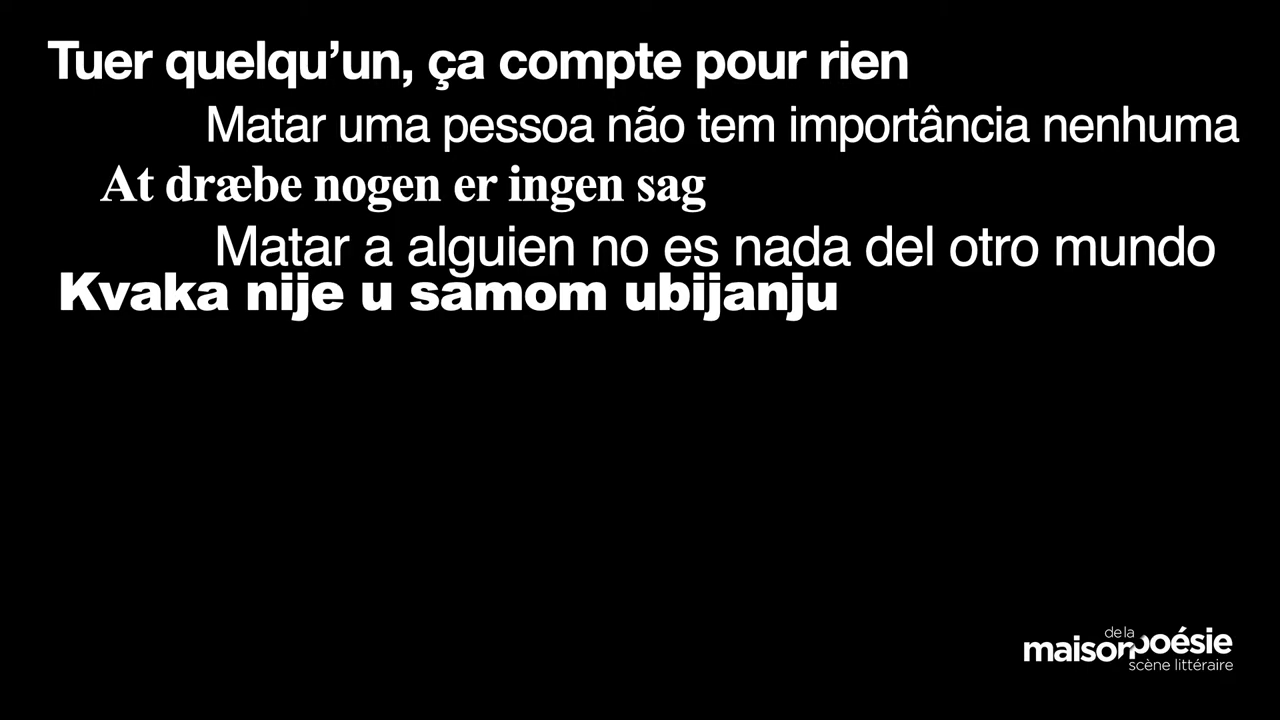 Tuer quelqu’un, ça compte pour rien
Matar uma pessoa não tem importância nenhuma
At dræbe nogen er ingen sag
Matar a alguien no es nada del otro mundo
Kvaka nije u samom ubijanju
de la
maison poésie
scène littéraire